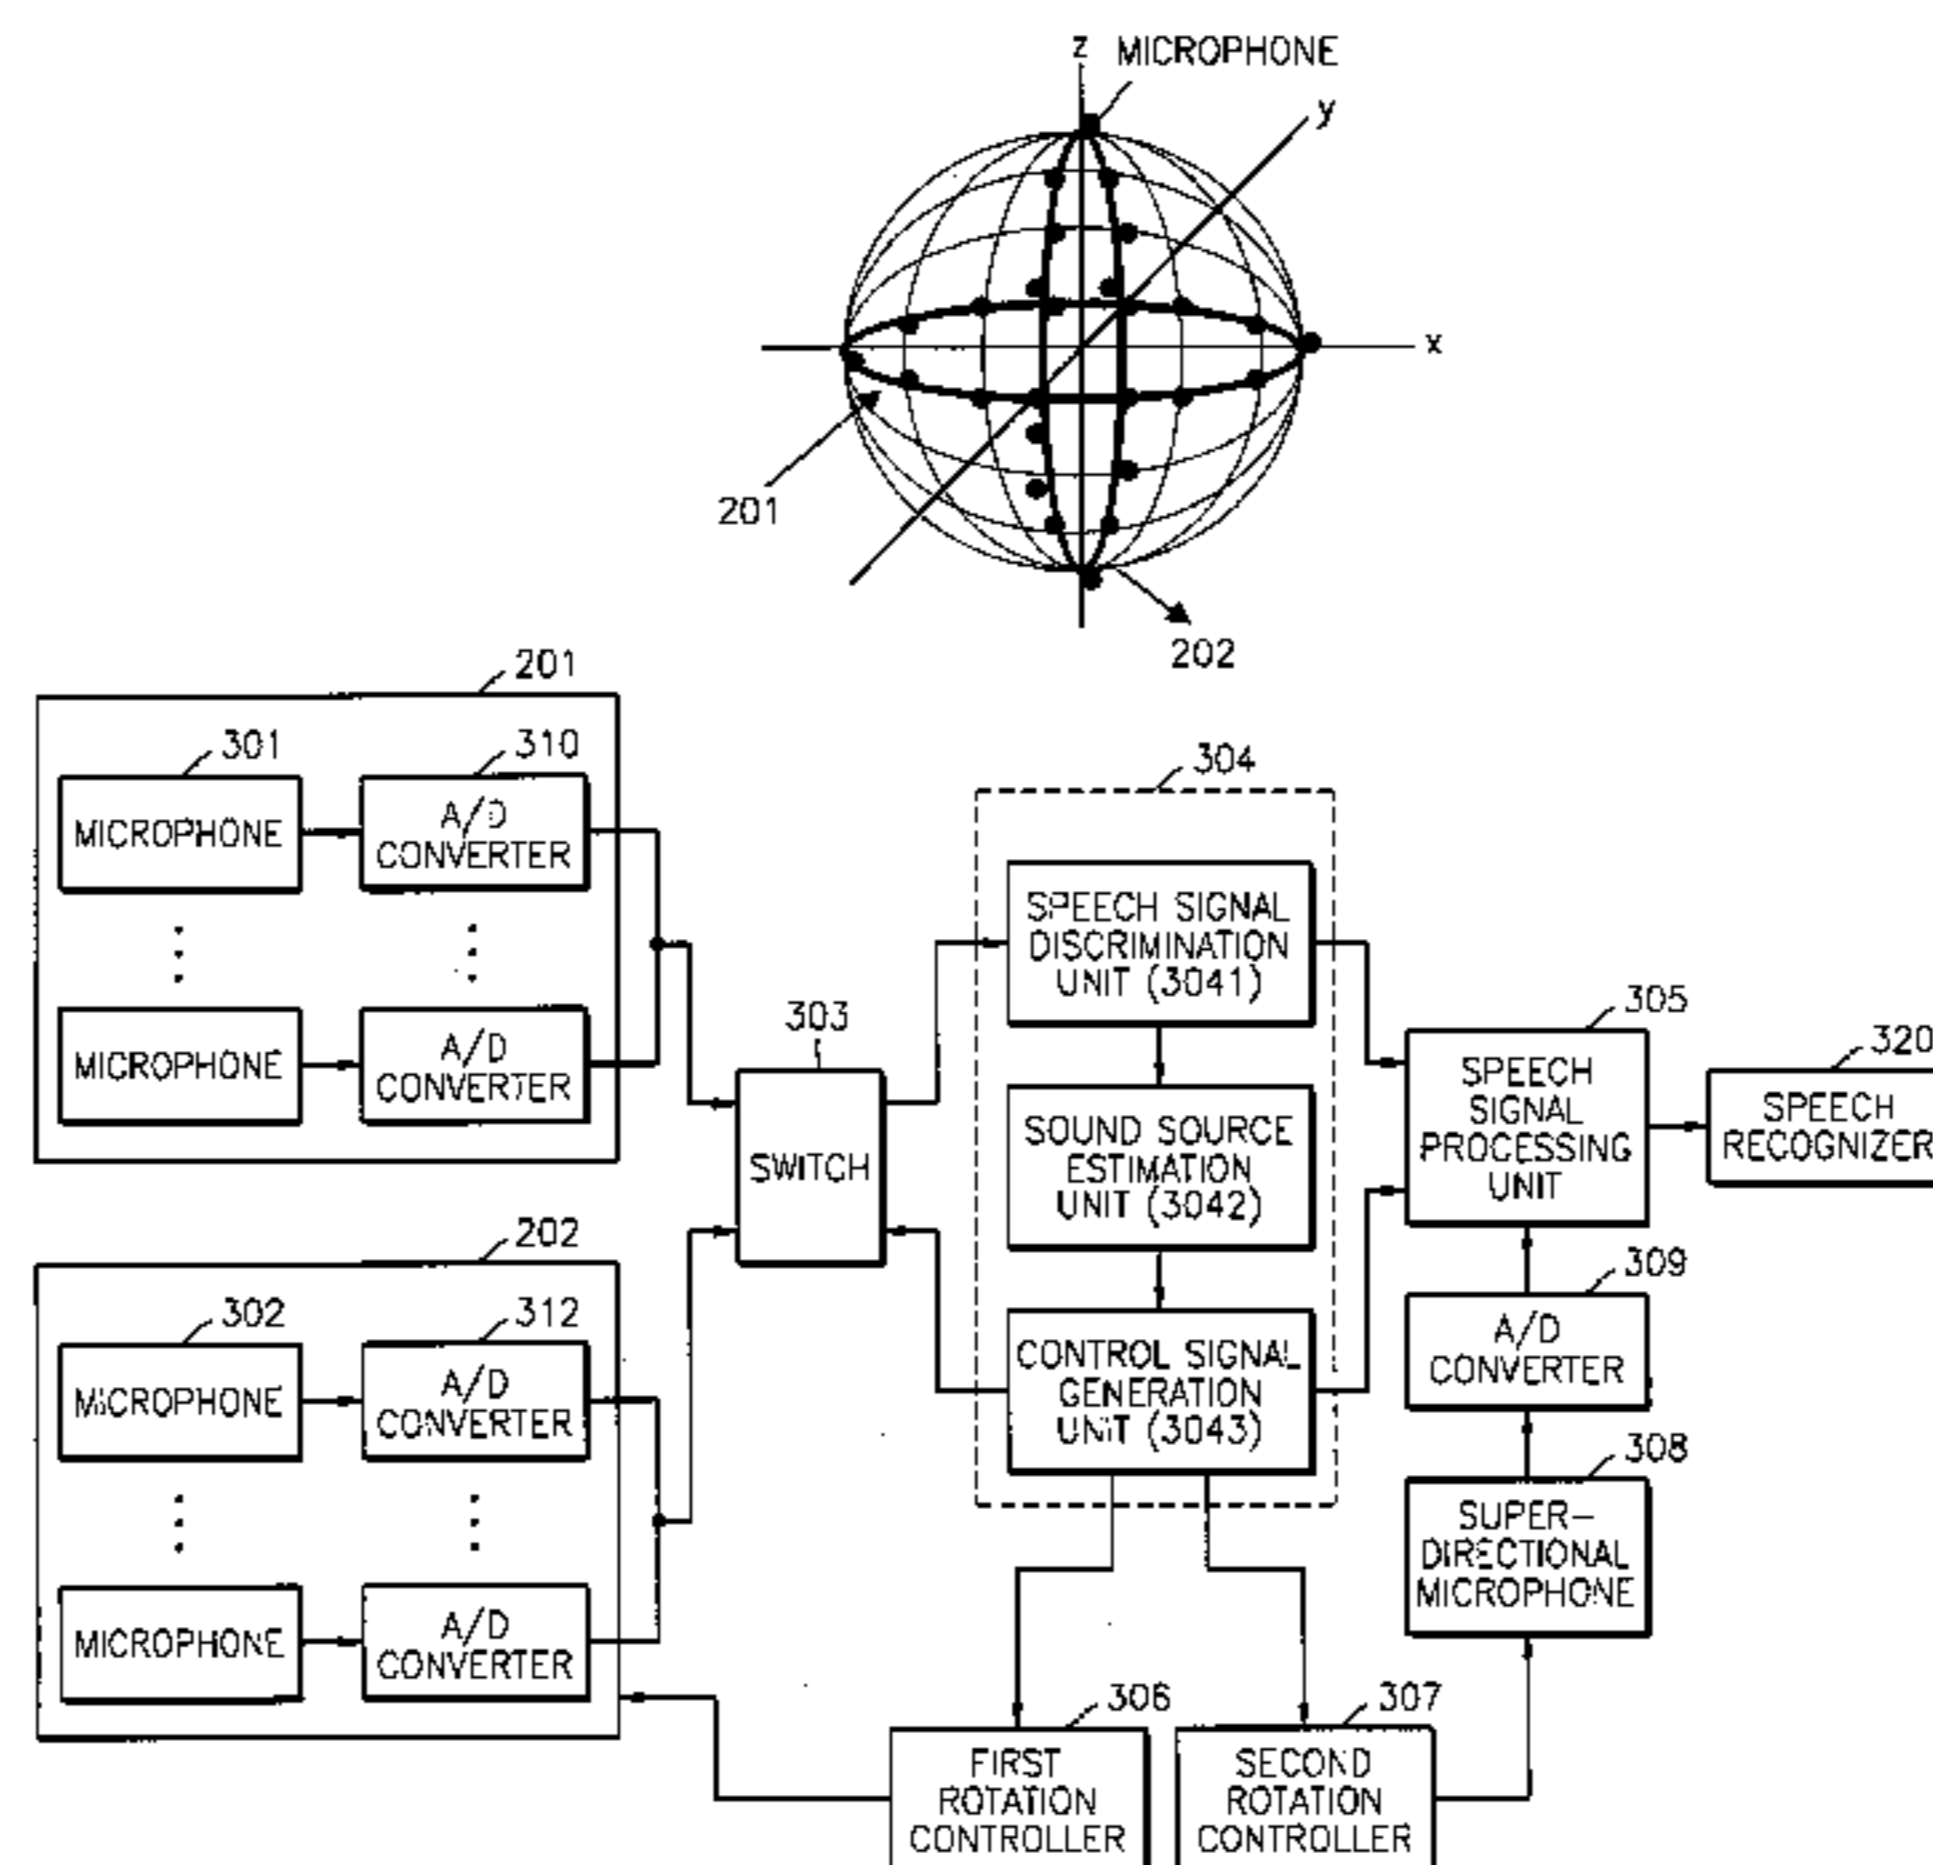 z MICROPHONE
y
x
201
202
201
301
310
MICROPHONE
A/D
CONVERTER
MICROPHONE
A/D
CONVERTER
202
302
312
MICROPHONE
A/D
CONVERTER
MICROPHONE
A/D
CONVERTER
303
SWITCH
304
SPEECH SIGNAL
DISCRIMINATION
UNIT (3041)
SOUND SOURCE
ESTIMATION
UNIT (3042)
CONTROL SIGNAL
GENERATION
UNIT (3043)
305
SPEECH
SIGNAL
PROCESSING
UNIT
320
SPEECH
RECOGNIZER
309
A/D
CONVERTER
308
SUPER-
DIRECTIONAL
MICROPHONE
306
FIRST
ROTATION
CONTROLLER
307
SECOND
ROTATION
CONTROLLER